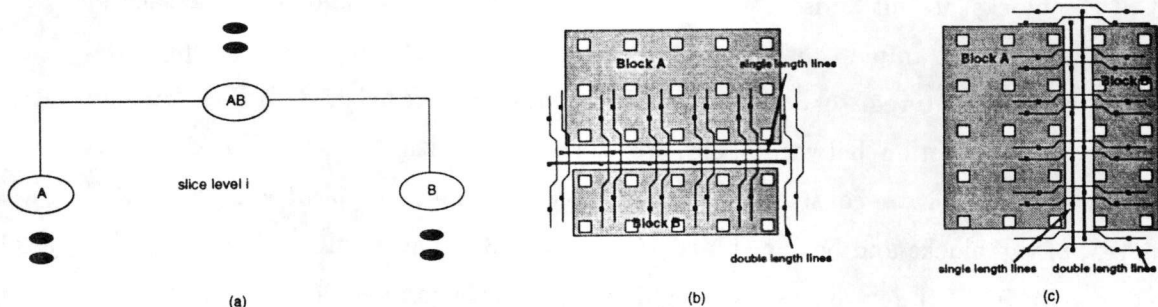 AB
A
B
slice level i
(a)
Block A
single length lines
Block B
double length lines
(b)
Block A
Block B
single length lines
double length lines
(c)